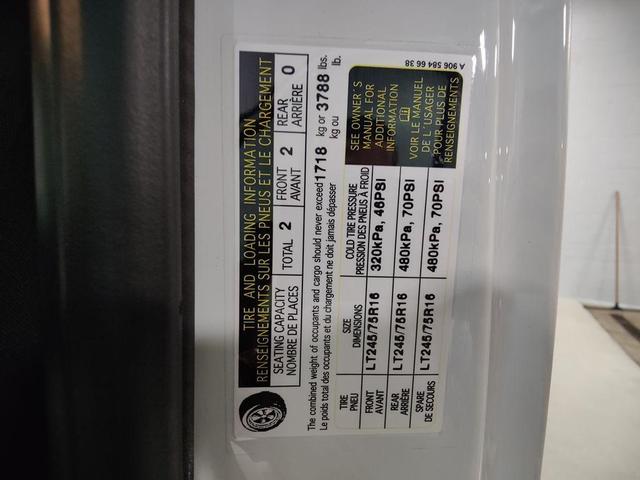 TIRE AND LOADING INFORMATION
RENSEIGNEMENTS SUR LES PNEUS ET LE CHARGEMENT
SEATING CAPACITY TOTAL 2 FRONT 2 REAR 0
NOMBRE DE PLACES AVANT ARRIÈRE
The combined weight of occupants and cargo should never exceed 1718 kg or 3788 lbs.
Le poids total des occupants et du chargement ne doit jamais dépasser kg ou lb.
TIRE SIZE COLD TIRE PRESSURE
PNEU DIMENSIONS PRESSION DES PNEUS À FROID
FRONT
AVANT LT245/75R16 320kPa, 46PSI
REAR
ARRIÈRE LT245/75R16 480kPa, 70PSI
SPARE
DE SECOURS LT245/75R16 480kPa, 70PSI
SEE OWNER'S
MANUAL FOR
ADDITIONAL
INFORMATION
VOIR LE MANUEL
DE L'USAGER
POUR PLUS DE
RENSEIGNEMENTS
A 906 584 66 38